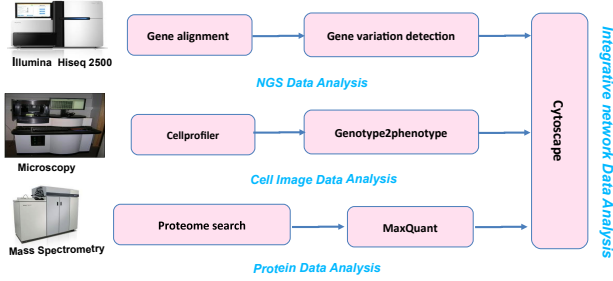 Gene alignment
Gene variation detection
İllumina Hiseq 2500
NGS Data Analysis
Cellprofiler
Genotype2phenotype
Microscopy
Cell Image Data Analysis
Proteome search
MaxQuant
Mass Spectrometry
Protein Data Analysis
Cytoscape
Integrative network Data Analysis